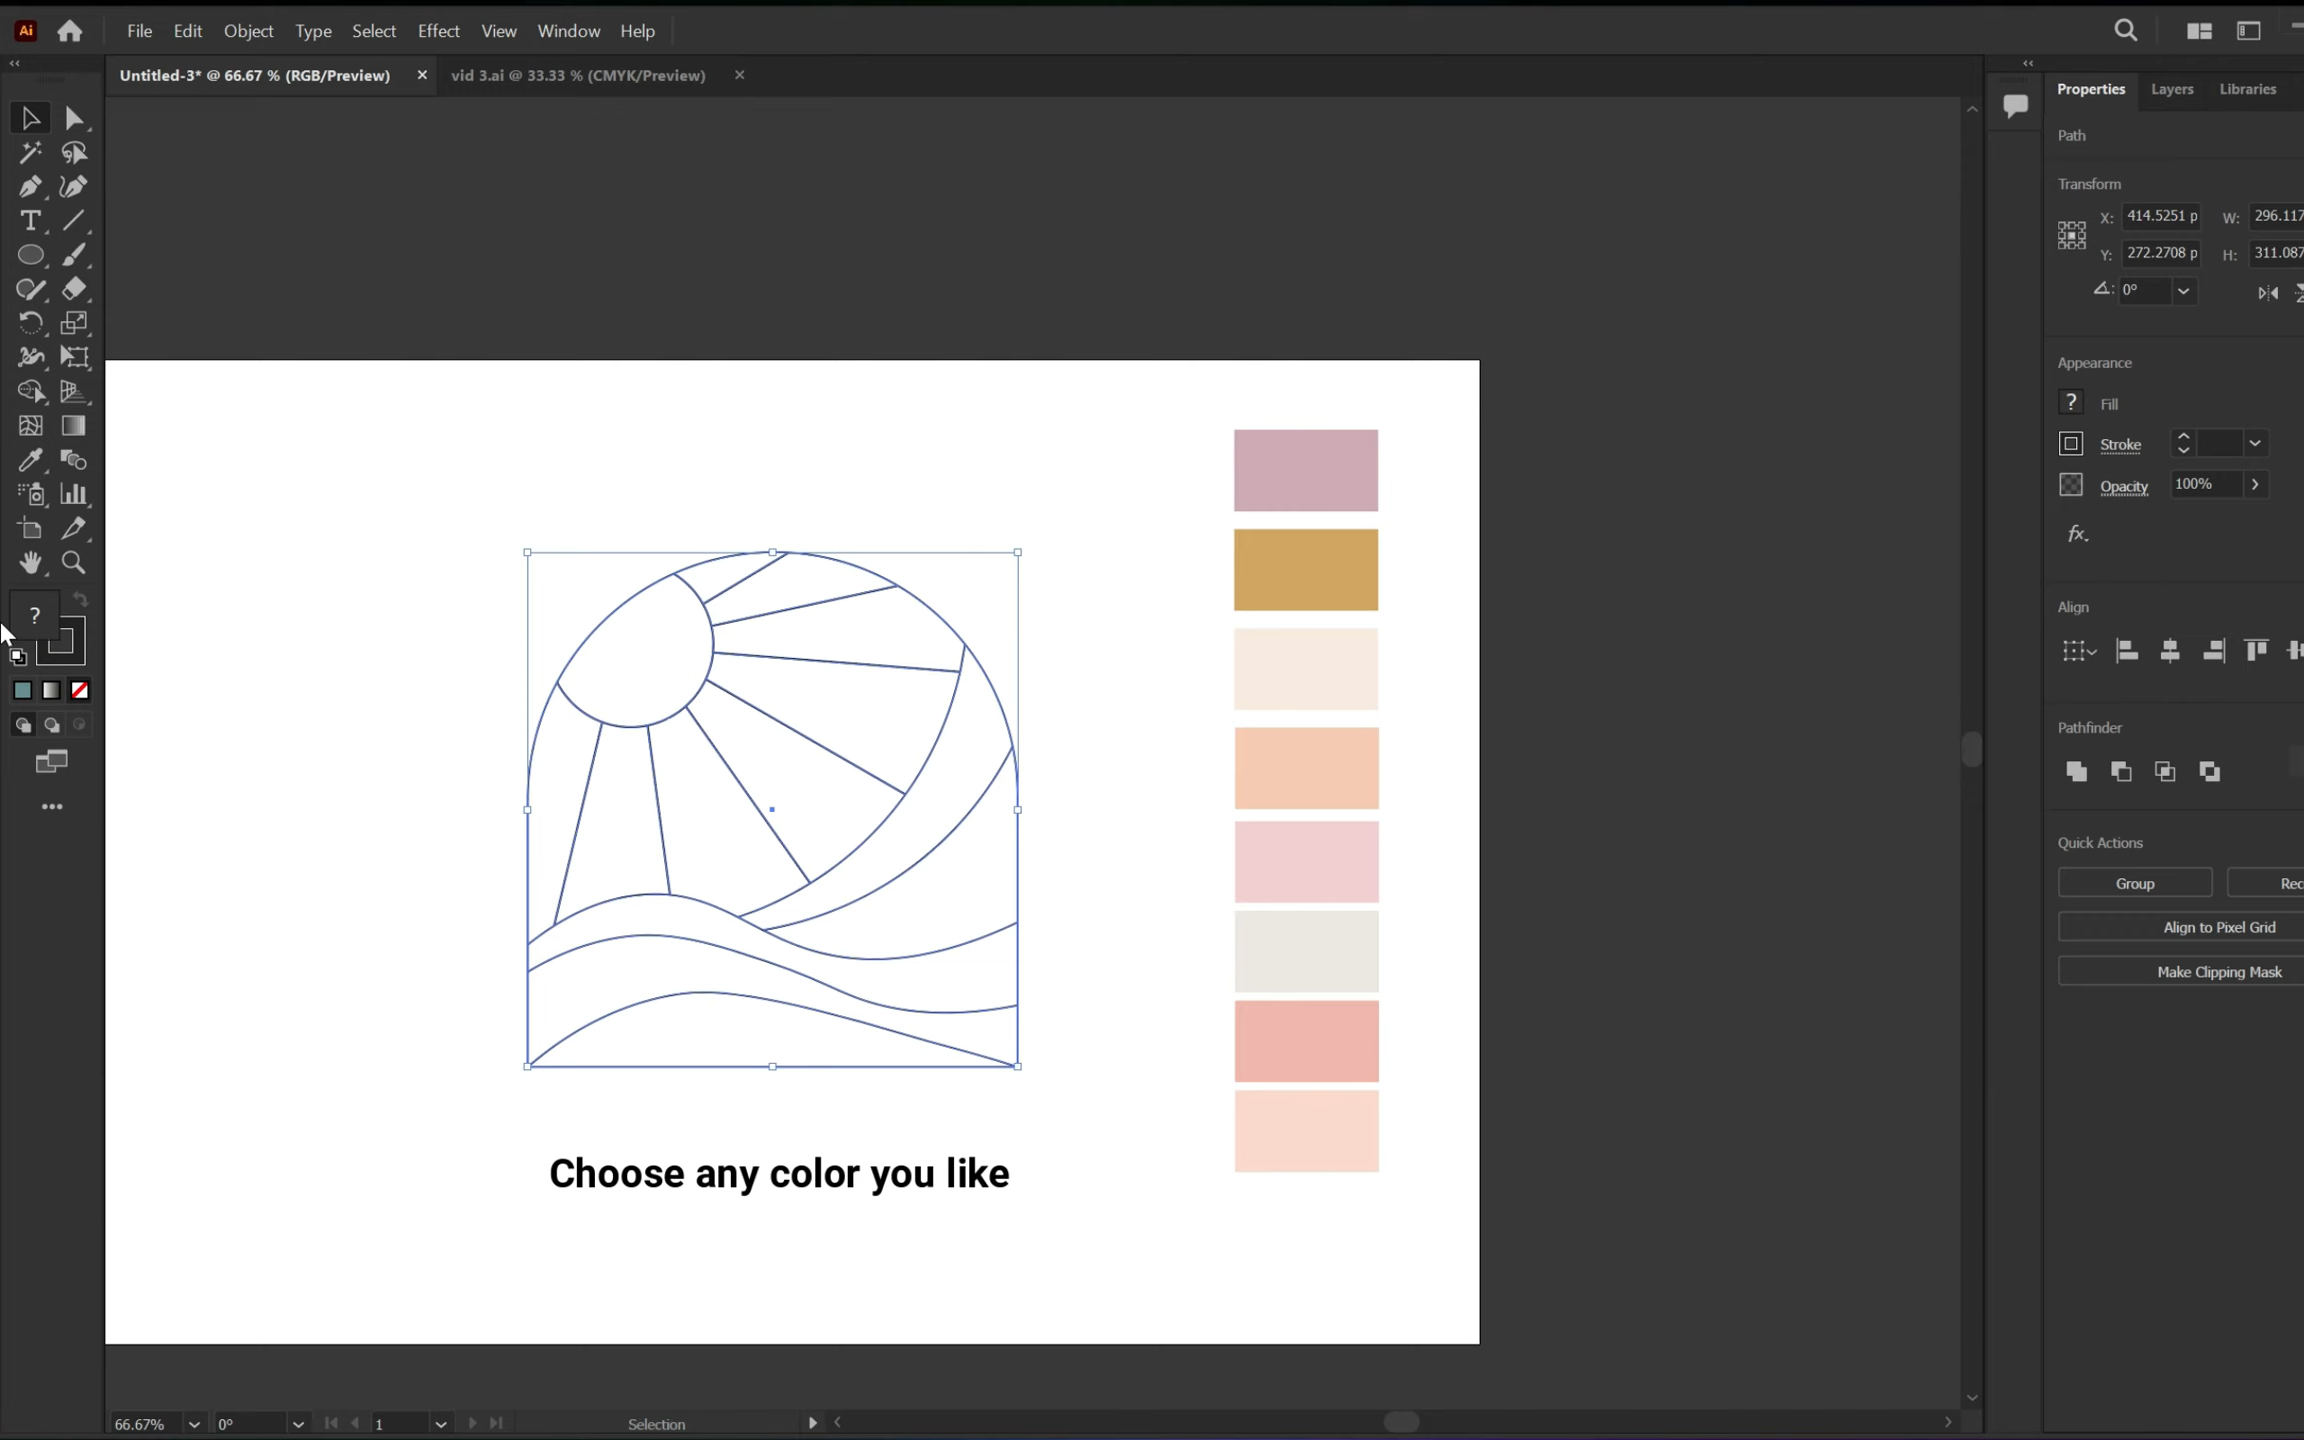 Ai File Edit Object Type Select Effect View Window Help
Untitled-3* @ 66.67 % (RGB/Preview) × vid 3.ai @ 33.33 % (CMYK/Preview) ×
Properties Layers Libraries
Path
Transform
X: 414.5251 p W: 296.117
Y: 272.2708 p H: 311.087
0°
Appearance
? Fill
Stroke
Opacity 100%
fx
Align
Pathfinder
Quick Actions
Group Rec
Align to Pixel Grid
Make Clipping Mask
T
?
Choose any color you like
66.67% 0° 1 Selection